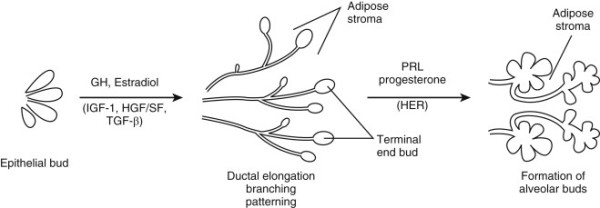 Adipose
stroma
GH, Estradiol
(IGF-1, HGF/SF,
TGF-β)
Epithelial bud
Ductal elongation
branching
patterning
PRL
progesterone
(HER)
Terminal
end bud
Adipose
stroma
Formation of
alveolar buds